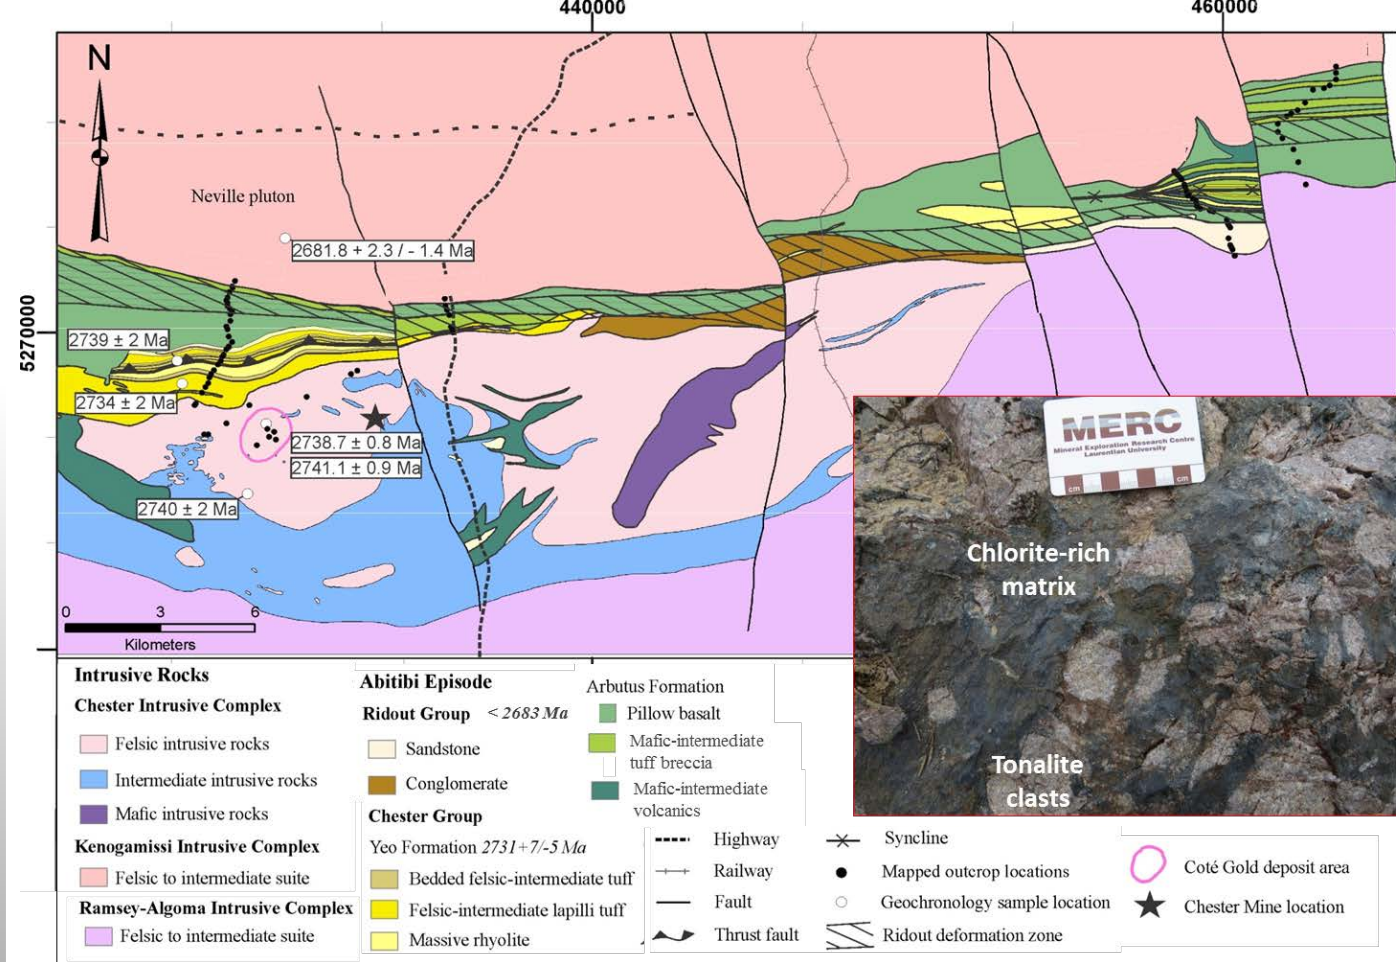 440000
460000
N
Neville pluton
2681.8 + 2.3 / - 1.4 Ma
5270000
2739 ± 2 Ma
2734 ± 2 Ma
2738.7 ± 0.8 Ma
2741.1 ± 0.9 Ma
2740 ± 2 Ma
0 3 6
Kilometers
MERC
Mineral Exploration Research Centre
Laurentian University
cm cm
Chlorite-rich
matrix
Tonalite
clasts
Intrusive Rocks
Chester Intrusive Complex
Felsic intrusive rocks
Intermediate intrusive rocks
Mafic intrusive rocks
Kenogamissi Intrusive Complex
Felsic to intermediate suite
Ramsey-Algoma Intrusive Complex
Felsic to intermediate suite
Abitibi Episode
Ridout Group < 2683 Ma
Sandstone
Conglomerate
Chester Group
Yeo Formation 2731+7/-5 Ma
Bedded felsic-intermediate tuff
Felsic-intermediate lapilli tuff
Massive rhyolite
Arbutus Formation
Pillow basalt
Mafic-intermediate
tuff breccia
Mafic-intermediate
volcanics
Highway
Railway
Fault
Thrust fault
Syncline
Mapped outcrop locations
Geochronology sample location
Ridout deformation zone
Coté Gold deposit area
Chester Mine location